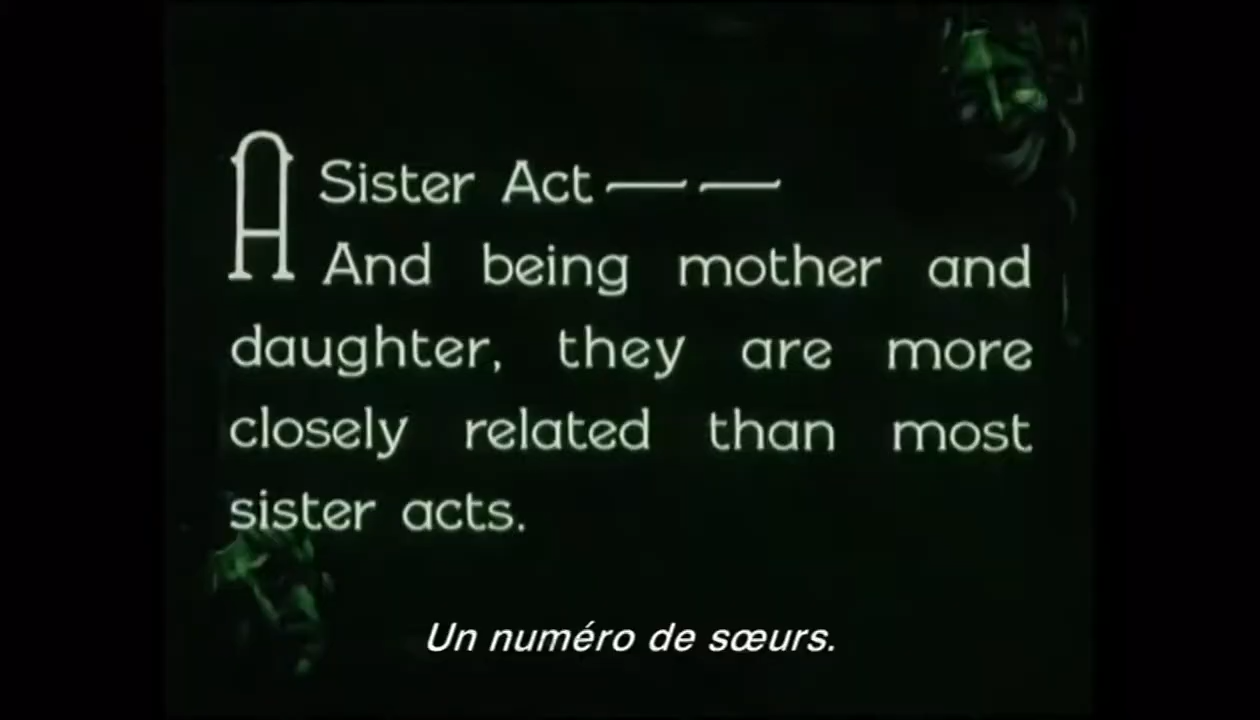 A Sister Act — —
And being mother and
daughter, they are more
closely related than most
sister acts.
Un numéro de sœurs.